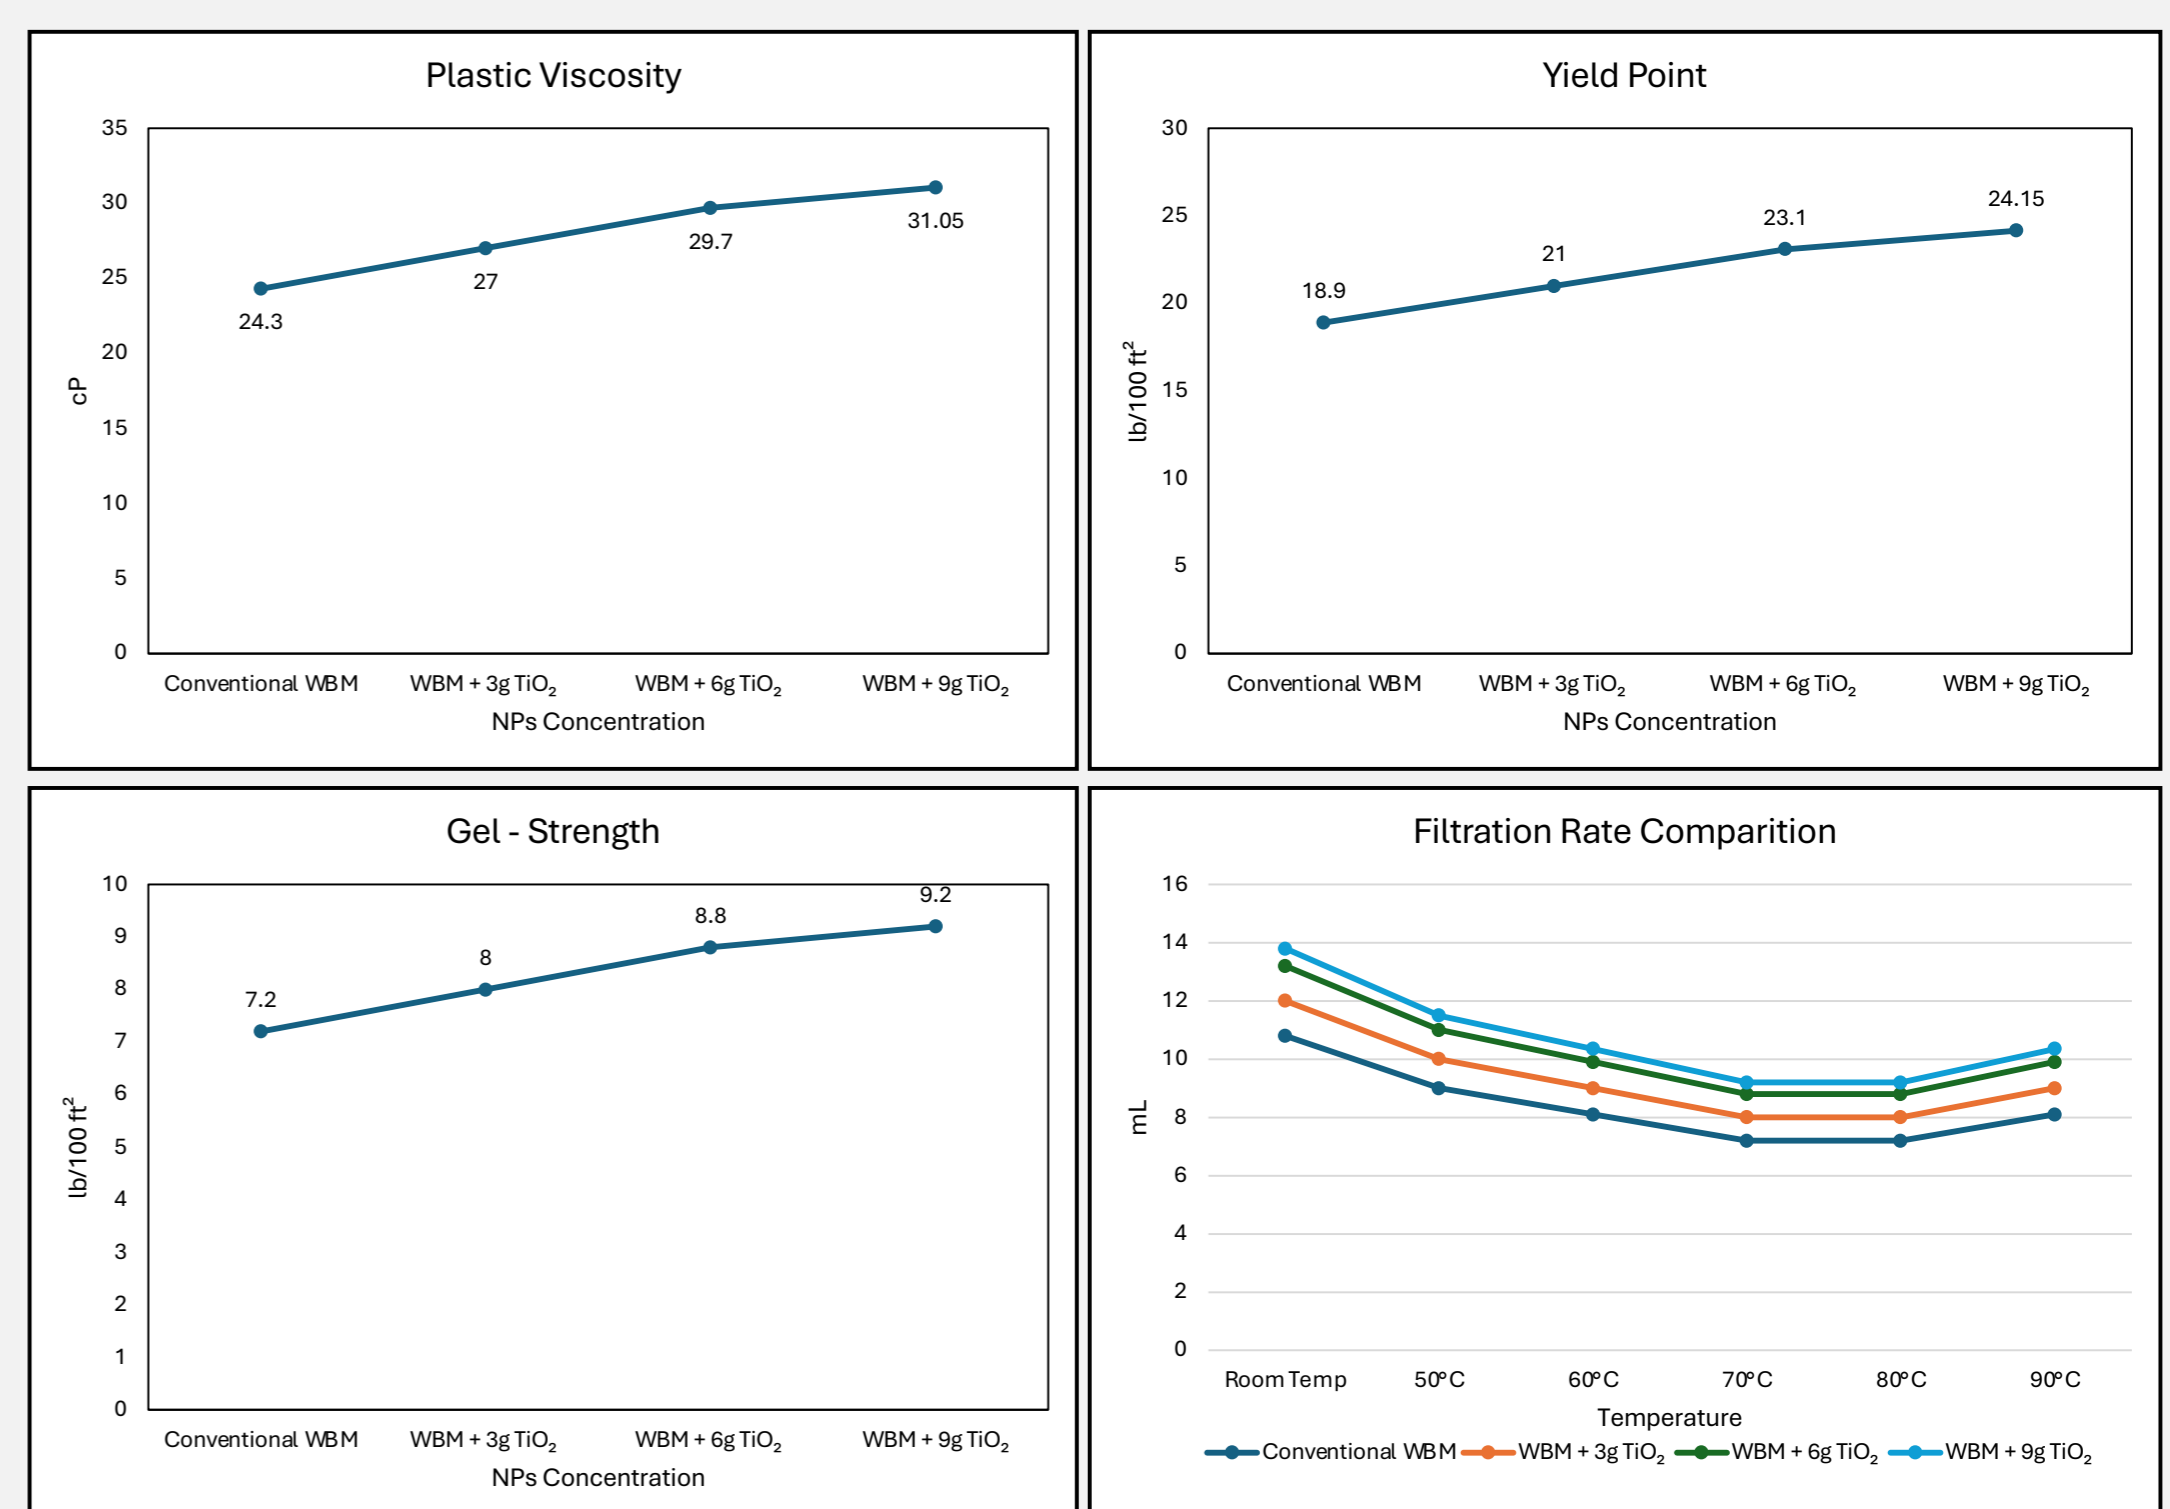 Plastic Viscosity
35
30
25
20
15
10
5
0
cP
24.3
27
29.7
31.05
Conventional WBM
WBM + 3g TiO₂
WBM + 6g TiO₂
WBM + 9g TiO₂
NPs Concentration
Yield Point
30
25
20
15
10
5
0
lb/100 ft²
18.9
21
23.1
24.15
Conventional WBM
WBM + 3g TiO₂
WBM + 6g TiO₂
WBM + 9g TiO₂
NPs Concentration
Gel - Strength
10
9
8
7
6
5
4
3
2
1
0
lb/100 ft²
7.2
8
8.8
9.2
Conventional WBM
WBM + 3g TiO₂
WBM + 6g TiO₂
WBM + 9g TiO₂
NPs Concentration
Filtration Rate Comparition
16
14
12
10
8
6
4
2
0
mL
Room Temp
50°C
60°C
70°C
80°C
90°C
Temperature
Conventional WBM
WBM + 3g TiO₂
WBM + 6g TiO₂
WBM + 9g TiO₂